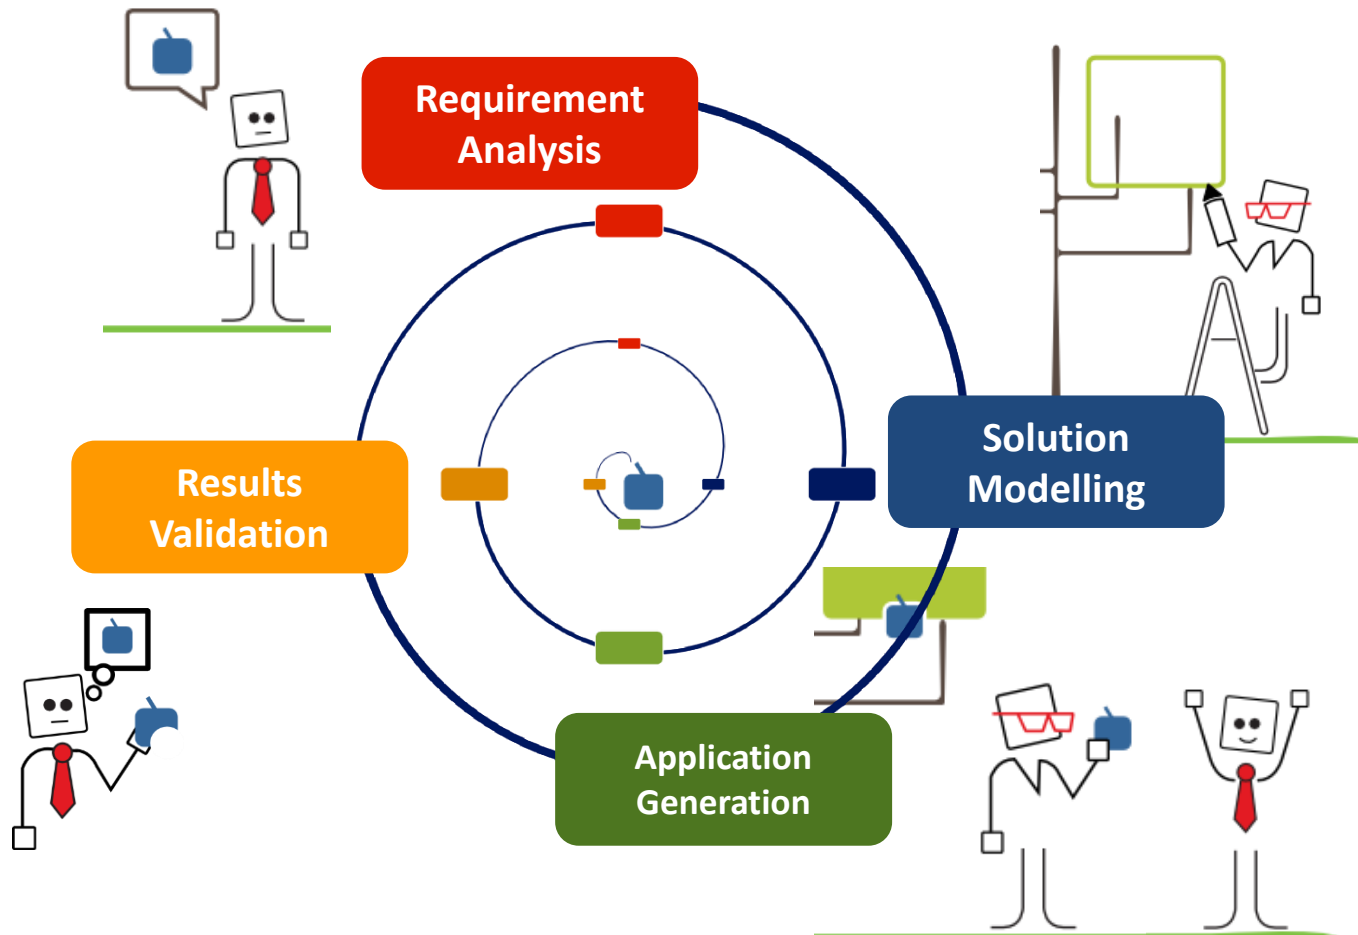 Requirement
Analysis
Solution
Modelling
Application
Generation
Results
Validation